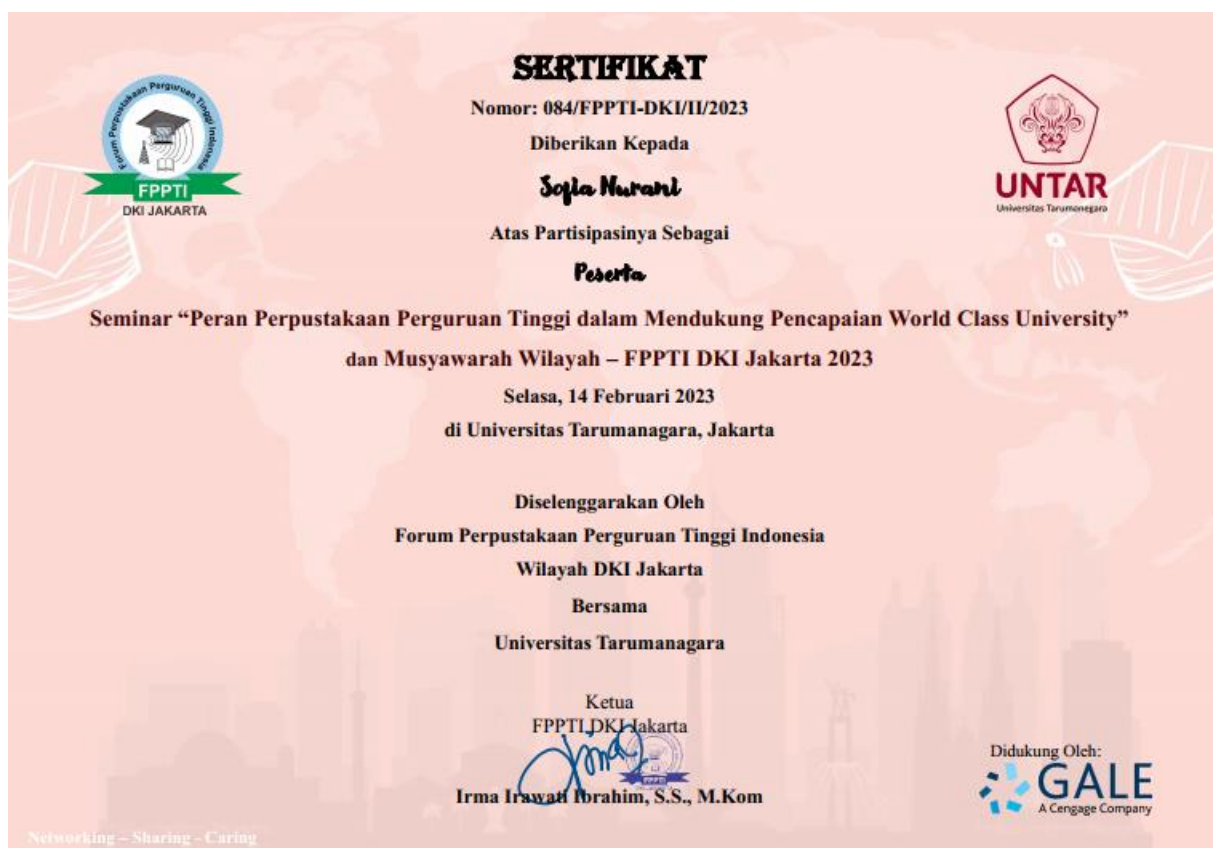 SERTIFIKAT
Nomor: 084/FPPTI-DKI/II/2023
Diberikan Kepada
Sofia Nurani
Atas Partisipasinya Sebagai
Peserta
Seminar “Peran Perpustakaan Perguruan Tinggi dalam Mendukung Pencapaian World Class University”
dan Musyawarah Wilayah – FPPTI DKI Jakarta 2023
Selasa, 14 Februari 2023
di Universitas Tarumanagara, Jakarta
Forum Perpustakaan Perguruan Tinggi Indonesia
FPPTI
DKI JAKARTA
UNTAR
Universitas Tarumanegara
Diselenggarakan Oleh
Forum Perpustakaan Perguruan Tinggi Indonesia
Wilayah DKI Jakarta
Bersama
Universitas Tarumanagara
Ketua
FPPTI DKI Jakarta
FPPTI
Irma Irawati Ibrahim, S.S., M.Kom
Didukung Oleh:
GALE
A Cengage Company
Networking – Sharing - Caring